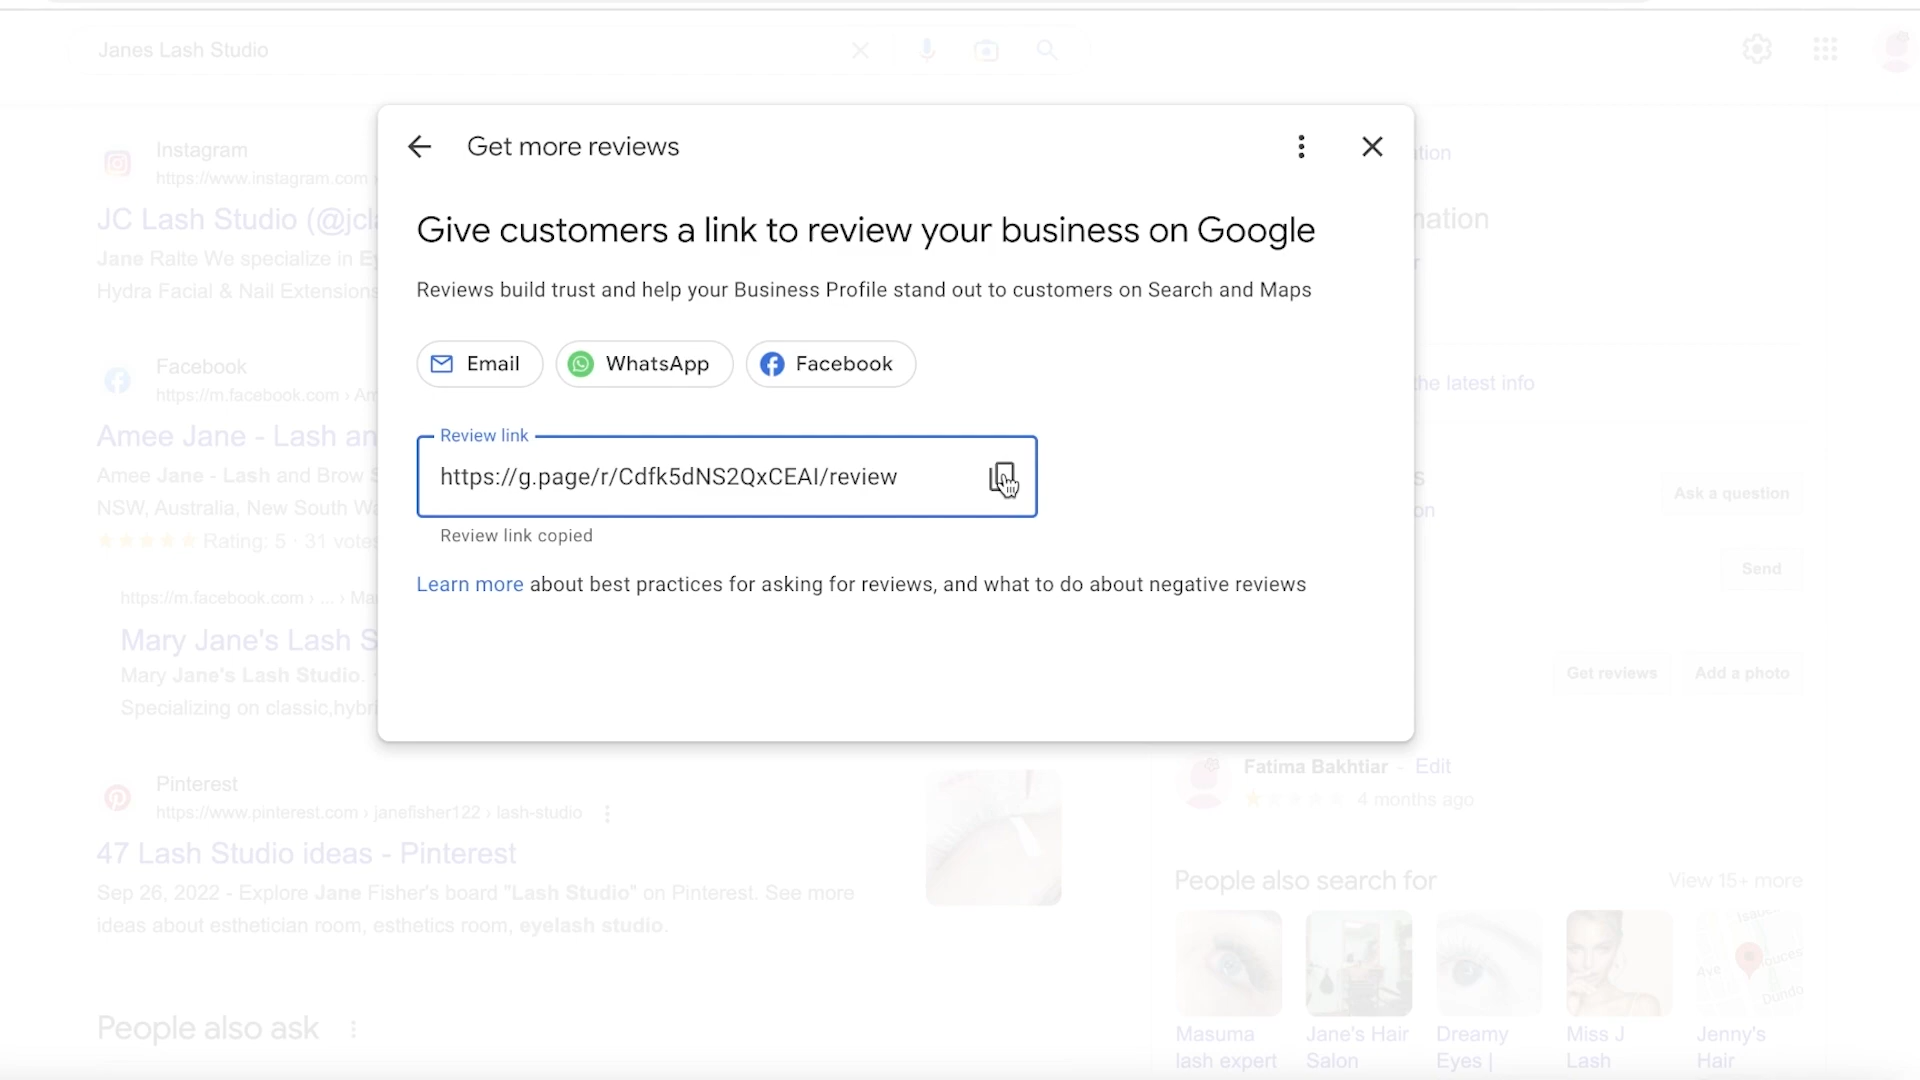 Janes Lash Studio
Get more reviews
Give customers a link to review your business on Google
Reviews build trust and help your Business Profile stand out to customers on Search and Maps
Email
WhatsApp
Facebook
Review link
https://g.page/r/Cdfk5dNS2QxCEAI/review
Review link copied
Learn more about best practices for asking for reviews, and what to do about negative reviews
Instagram
https://www.instagram.com ›
JC Lash Studio (@jcla
Jane Ralte We specialize in Ey
Hydra Facial & Nail Extensions
Facebook
https://m.facebook.com › Am
Amee Jane - Lash an
Amee Jane - Lash and Brow S
NSW, Australia, New South Wa
Rating: 5 · 31 votes
https://m.facebook.com › ... › Ma
Mary Jane's Lash S
Mary Jane's Lash Studio.
Specializing on classic,hybri
Pinterest
https://www.pinterest.com › janefisher122 › lash-studio
47 Lash Studio ideas - Pinterest
Sep 26, 2022 - Explore Jane Fisher's board "Lash Studio" on Pinterest. See more
ideas about esthetician room, esthetics room, eyelash studio.
People also ask
the latest info
Ask a question
Send
Get reviews
Add a photo
Fatima Bakhtiar - Edit
4 months ago
People also search for
View 15+ more
Masuma
lash expert
Jane's Hair
Salon
Dreamy
Eyes |
Miss J
Lash
Jenny's
Hair